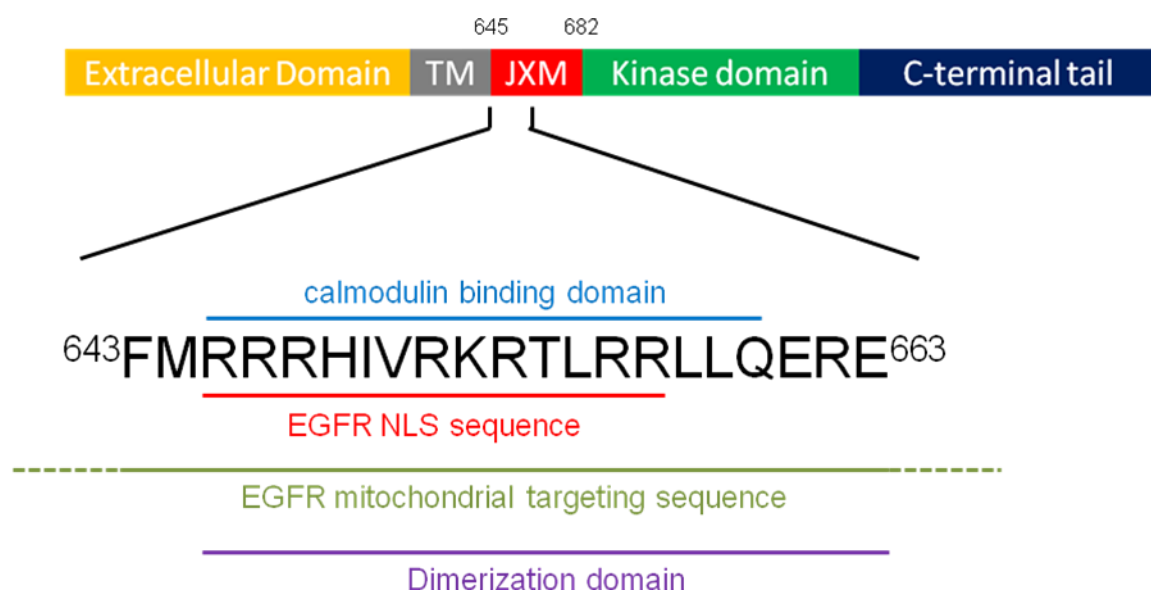 645 682
Extracellular Domain TM JXM Kinase domain C-terminal tail
calmodulin binding domain
643FMRRRHIVRKRTLRRLLQERE663
EGFR NLS sequence
EGFR mitochondrial targeting sequence
Dimerization domain